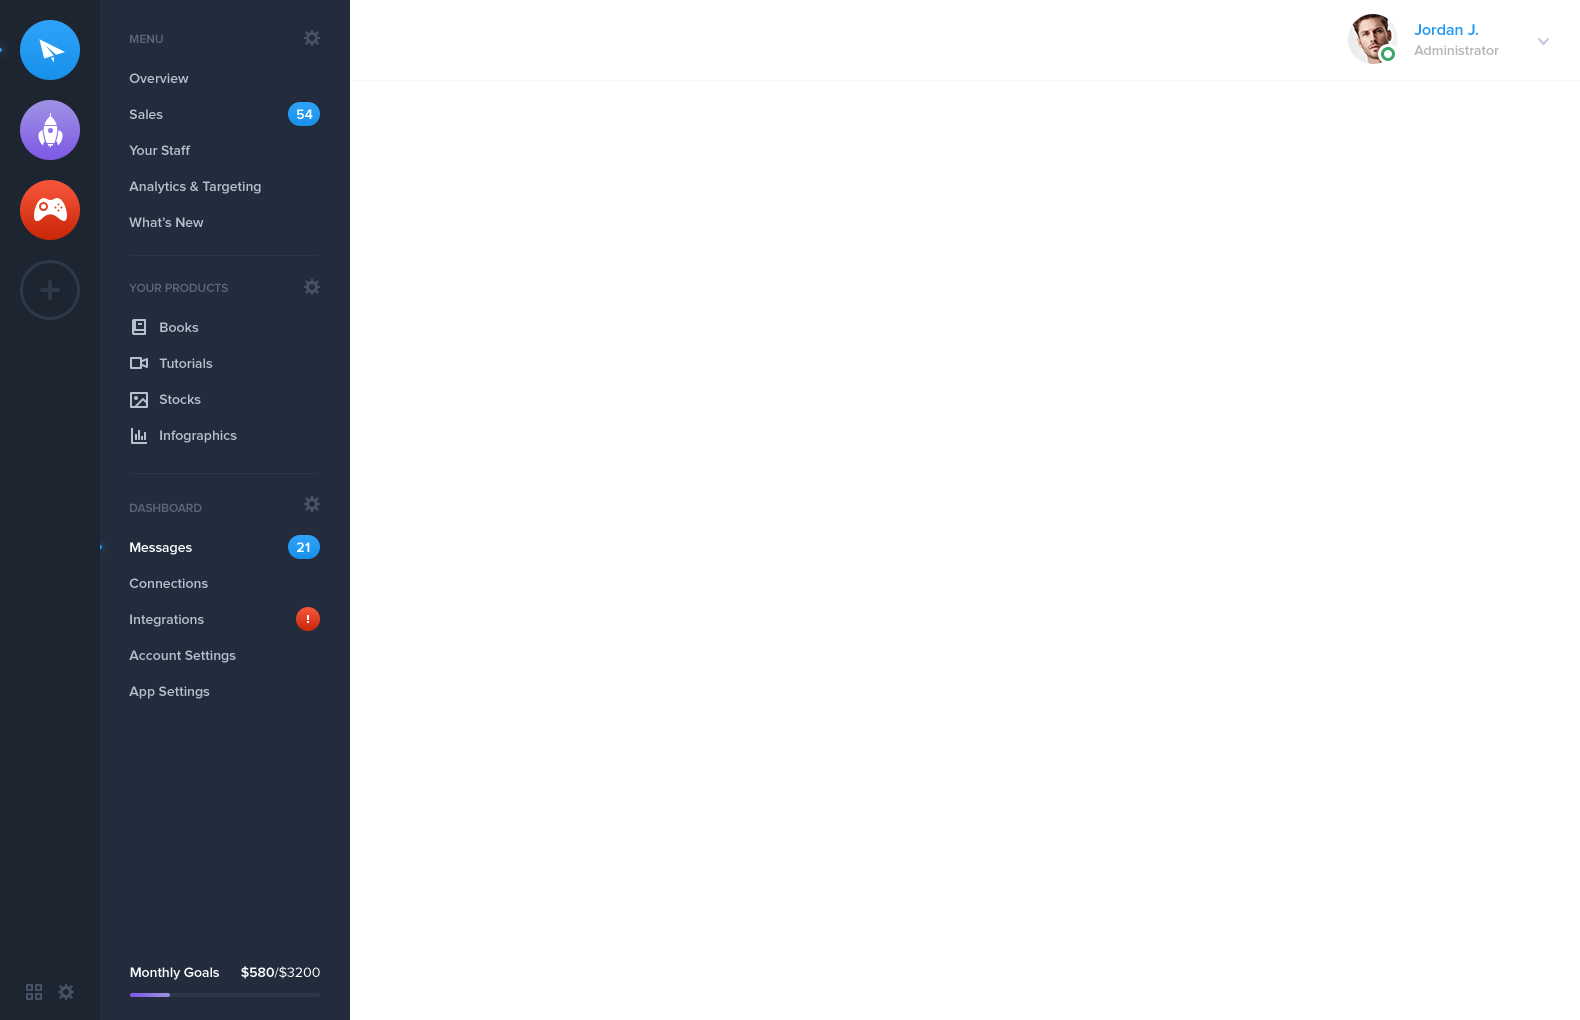 Jordan J.
Administrator
MENU
Overview
Sales 54
Your Staff
Analytics & Targeting
What's New
YOUR PRODUCTS
Books
Tutorials
Stocks
Infographics
DASHBOARD
Messages 21
Connections
Integrations !
Account Settings
App Settings
Monthly Goals $580/$3200